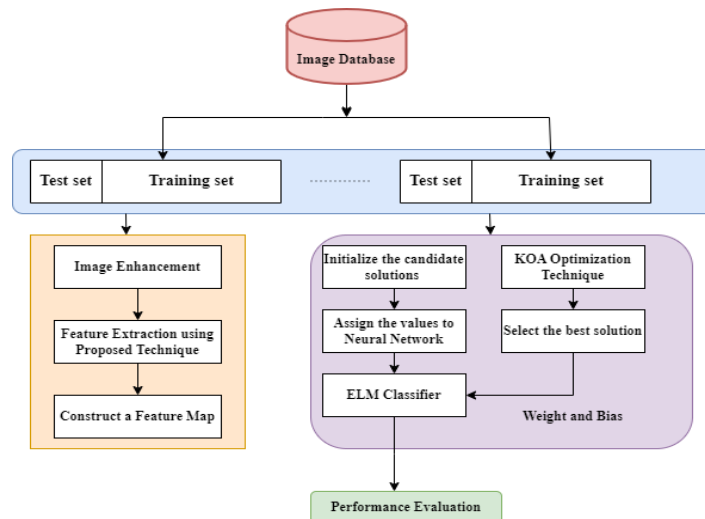 Image Database
Test set
Training set
Test set
Training set
Image Enhancement
Feature Extraction using
Proposed Technique
Construct a Feature Map
Initialize the candidate
solutions
Assign the values to
Neural Network
ELM Classifier
KOA Optimization
Technique
Select the best solution
Weight and Bias
Performance Evaluation